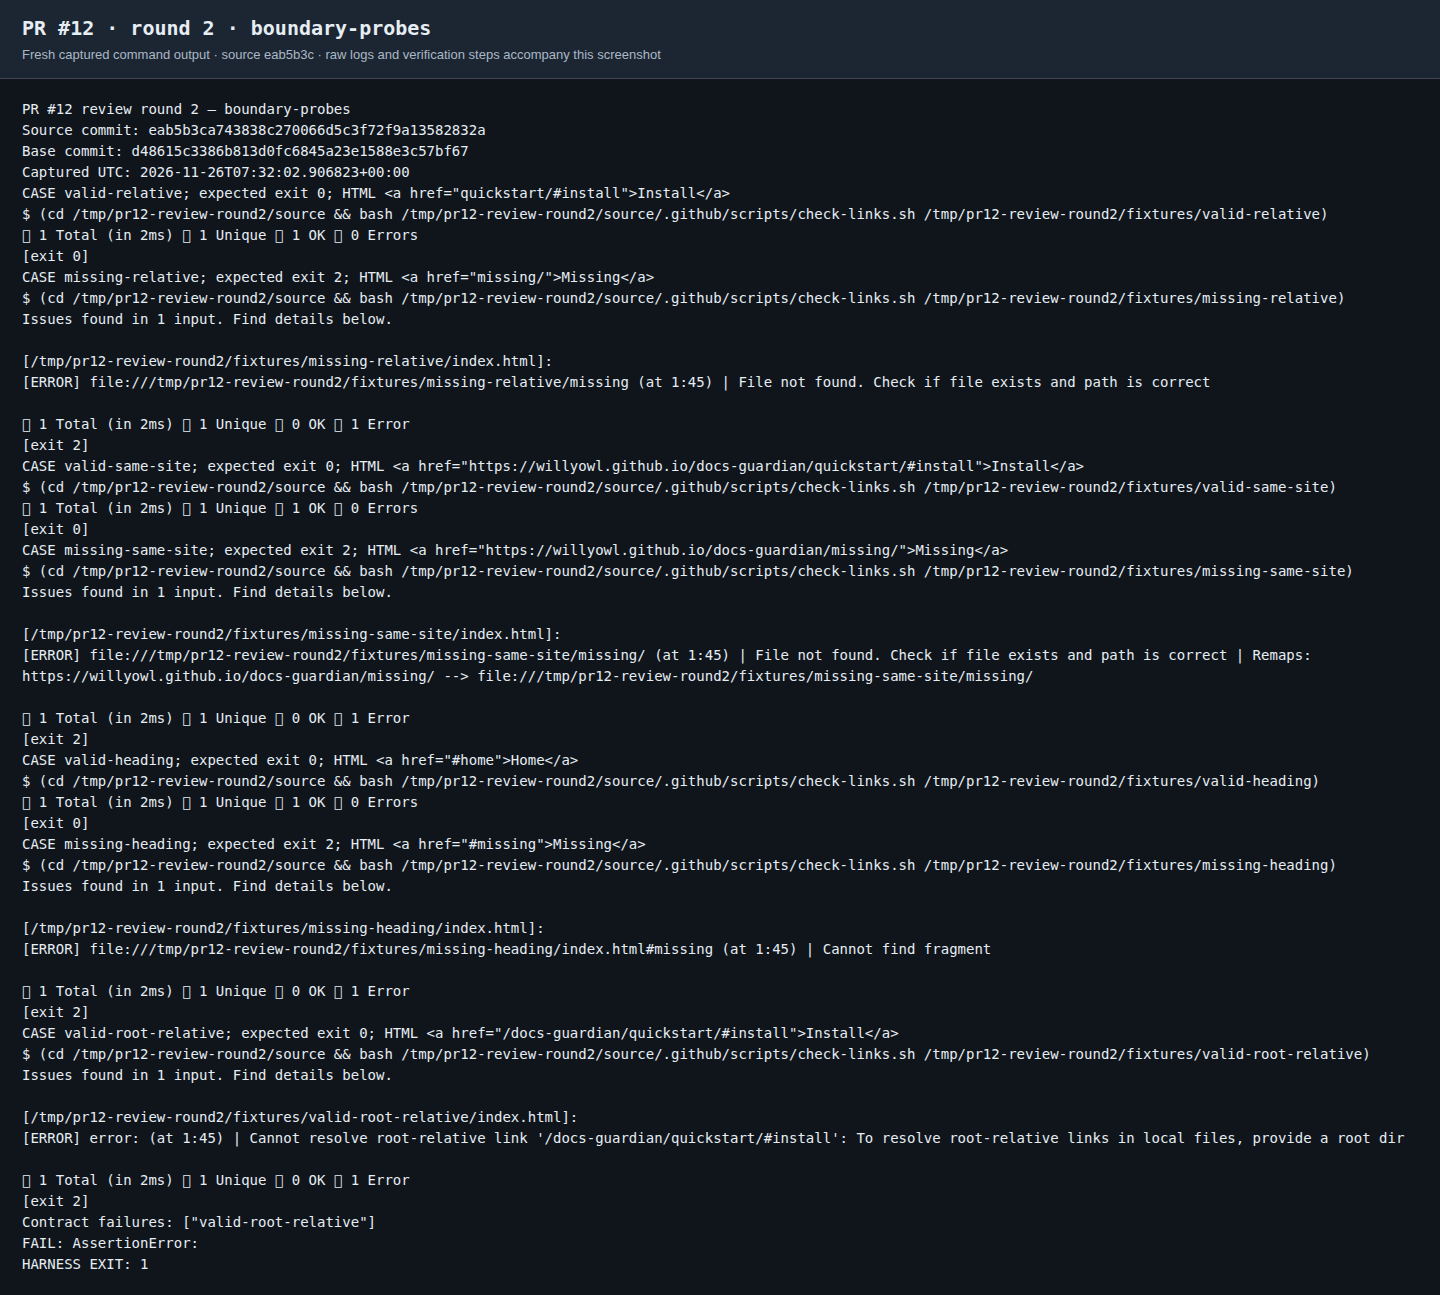 PR #12 · round 2 · boundary-probes
Fresh captured command output · source eab5b3c · raw logs and verification steps accompany this screenshot
PR #12 review round 2 — boundary-probes
Source commit: eab5b3ca743838c270066d5c3f72f9a13582832a
Base commit: d48615c3386b813d0fc6845a23e1588e3c57bf67
Captured UTC: 2026-11-26T07:32:02.906823+00:00
CASE valid-relative; expected exit 0; HTML <a href="quickstart/#install">Install</a>
$ (cd /tmp/pr12-review-round2/source && bash /tmp/pr12-review-round2/source/.github/scripts/check-links.sh /tmp/pr12-review-round2/fixtures/valid-relative)
▯ 1 Total (in 2ms) ▯ 1 Unique ▯ 1 OK ▯ 0 Errors
[exit 0]
CASE missing-relative; expected exit 2; HTML <a href="missing/">Missing</a>
$ (cd /tmp/pr12-review-round2/source && bash /tmp/pr12-review-round2/source/.github/scripts/check-links.sh /tmp/pr12-review-round2/fixtures/missing-relative)
Issues found in 1 input. Find details below.
[/tmp/pr12-review-round2/fixtures/missing-relative/index.html]:
[ERROR] file:///tmp/pr12-review-round2/fixtures/missing-relative/missing (at 1:45) | File not found. Check if file exists and path is correct
▯ 1 Total (in 2ms) ▯ 1 Unique ▯ 0 OK ▯ 1 Error
[exit 2]
CASE valid-same-site; expected exit 0; HTML <a href="https://willyowl.github.io/docs-guardian/quickstart/#install">Install</a>
$ (cd /tmp/pr12-review-round2/source && bash /tmp/pr12-review-round2/source/.github/scripts/check-links.sh /tmp/pr12-review-round2/fixtures/valid-same-site)
▯ 1 Total (in 2ms) ▯ 1 Unique ▯ 1 OK ▯ 0 Errors
[exit 0]
CASE missing-same-site; expected exit 2; HTML <a href="https://willyowl.github.io/docs-guardian/missing/">Missing</a>
$ (cd /tmp/pr12-review-round2/source && bash /tmp/pr12-review-round2/source/.github/scripts/check-links.sh /tmp/pr12-review-round2/fixtures/missing-same-site)
Issues found in 1 input. Find details below.
[/tmp/pr12-review-round2/fixtures/missing-same-site/index.html]:
[ERROR] file:///tmp/pr12-review-round2/fixtures/missing-same-site/missing/ (at 1:45) | File not found. Check if file exists and path is correct | Remaps:
https://willyowl.github.io/docs-guardian/missing/ --> file:///tmp/pr12-review-round2/fixtures/missing-same-site/missing/
▯ 1 Total (in 2ms) ▯ 1 Unique ▯ 0 OK ▯ 1 Error
[exit 2]
CASE valid-heading; expected exit 0; HTML <a href="#home">Home</a>
$ (cd /tmp/pr12-review-round2/source && bash /tmp/pr12-review-round2/source/.github/scripts/check-links.sh /tmp/pr12-review-round2/fixtures/valid-heading)
▯ 1 Total (in 2ms) ▯ 1 Unique ▯ 1 OK ▯ 0 Errors
[exit 0]
CASE missing-heading; expected exit 2; HTML <a href="#missing">Missing</a>
$ (cd /tmp/pr12-review-round2/source && bash /tmp/pr12-review-round2/source/.github/scripts/check-links.sh /tmp/pr12-review-round2/fixtures/missing-heading)
Issues found in 1 input. Find details below.
[/tmp/pr12-review-round2/fixtures/missing-heading/index.html]:
[ERROR] file:///tmp/pr12-review-round2/fixtures/missing-heading/index.html#missing (at 1:45) | Cannot find fragment
▯ 1 Total (in 2ms) ▯ 1 Unique ▯ 0 OK ▯ 1 Error
[exit 2]
CASE valid-root-relative; expected exit 0; HTML <a href="/docs-guardian/quickstart/#install">Install</a>
$ (cd /tmp/pr12-review-round2/source && bash /tmp/pr12-review-round2/source/.github/scripts/check-links.sh /tmp/pr12-review-round2/fixtures/valid-root-relative)
Issues found in 1 input. Find details below.
[/tmp/pr12-review-round2/fixtures/valid-root-relative/index.html]:
[ERROR] error: (at 1:45) | Cannot resolve root-relative link '/docs-guardian/quickstart/#install': To resolve root-relative links in local files, provide a root dir
▯ 1 Total (in 2ms) ▯ 1 Unique ▯ 0 OK ▯ 1 Error
[exit 2]
Contract failures: ["valid-root-relative"]
FAIL: AssertionError:
HARNESS EXIT: 1